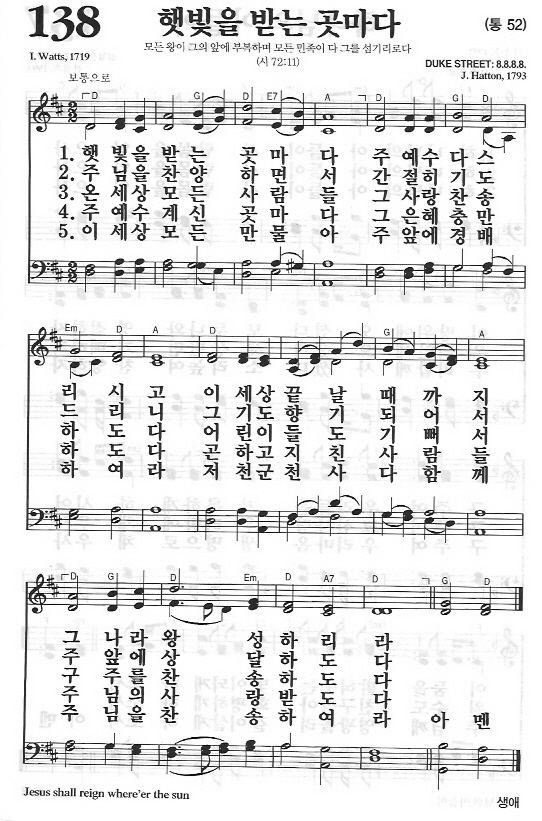 138
햇빛을 받는 곳마다
(통 52)
모든 왕이 그의 앞에 부복하며 모든 민족이 다 그를 섬기리로다
(시 72:11)
I. Watts, 1719
DUKE STREET: 8.8.8.8.
J. Hatton, 1793
보통으로
D G D E7 A D G D
1. 햇 빛 을 받 는 곳 마 다 주 예 수 다 스
2. 주 님 을 찬 양 하 면 서 간 절 히 기 도
3. 온 세 상 모 든 사 람 들 그 사 랑 찬 송
4. 주 예 수 계 신 곳 마 다 그 은 혜 충 만
5. 이 세 상 모 든 만 물 아 주 앞 에 경 배
Em D A D G A
리 시 고 이 세 상 끝 날 때 까 지
드 리 니 그 기 도 향 기 되 어 서
하 도 다 어 린 이 들 도 기 뻐 서
하 도 다 곤 하 고 지 친 사 람 들
하 여 라 저 천 군 천 사 다 함 께
D G D Em D A7 D G D
그 나 라 왕 성 하 리 라
주 앞 에 상 달 하 도 다
구 주 를 찬 송 하 도 다
주 님 의 사 랑 받 도 다
주 님 을 찬 송 하 여 라 아 멘
Jesus shall reign where'er the sun
생애